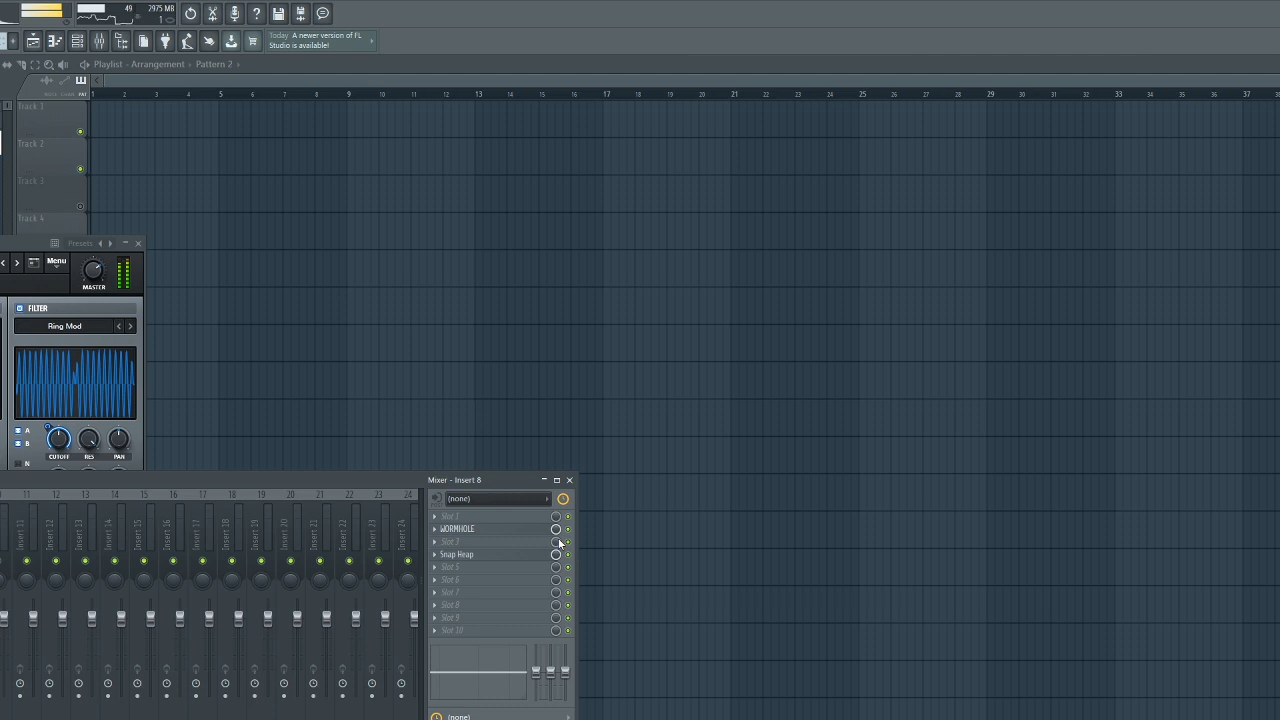 49 2975 MB
1
?
Today A newer version of FL
Studio is available!
Playlist - Arrangement › Pattern 2 ›
1 2 3 4 5 6 7 8 9 10 11 12 13 14 15 16 17 18 19 20 21 22 23 24 25 26 27 28 29 30 31 32 33 34 35 36 37
Track 1
Track 2
Track 3
Track 4
Presets
Menu
MASTER
FILTER
Ring Mod
A
B
CUTOFF RES PAN
N
Mixer - Insert 8
11 12 13 14 15 16 17 18 19 20 21 22 23 24
(none)
Insert 11 Insert 12 Insert 13 Insert 14 Insert 15 Insert 16 Insert 17 Insert 18 Insert 19 Insert 20 Insert 21 Insert 22 Insert 23 Insert 24
Slot 1
WORMHOLE
Slot 3
Snap Heap
Slot 5
Slot 6
Slot 7
Slot 8
Slot 9
Slot 10
(none)